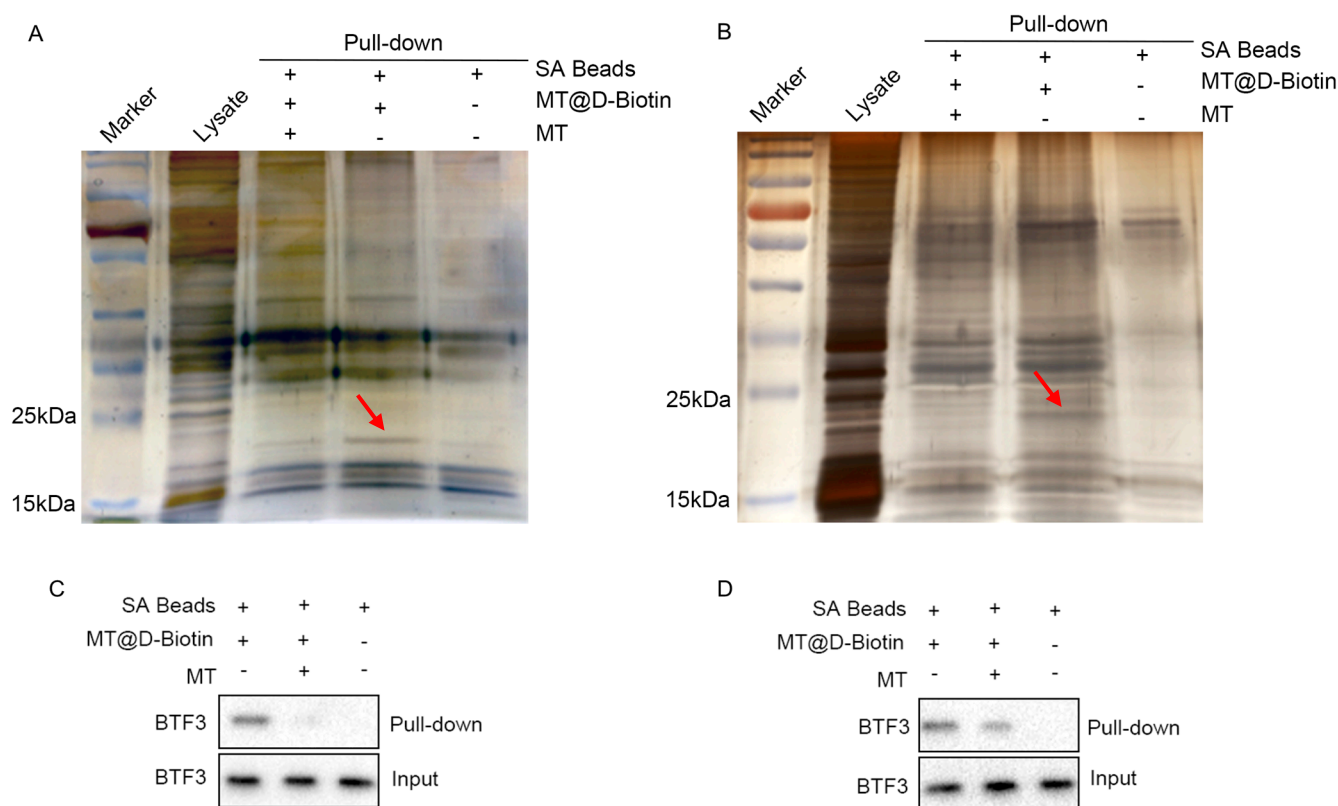 A
Pull-down
Marker
Lysate
+ + + SA Beads
+ + - MT@D-Biotin
+ - - MT
25kDa
15kDa
B
Pull-down
Marker
Lysate
+ + + SA Beads
+ + - MT@D-Biotin
+ - - MT
25kDa
15kDa
C
SA Beads + + +
MT@D-Biotin + + -
MT - + -
BTF3 Pull-down
BTF3 Input
D
SA Beads + + +
MT@D-Biotin + + -
MT - + -
BTF3 Pull-down
BTF3 Input